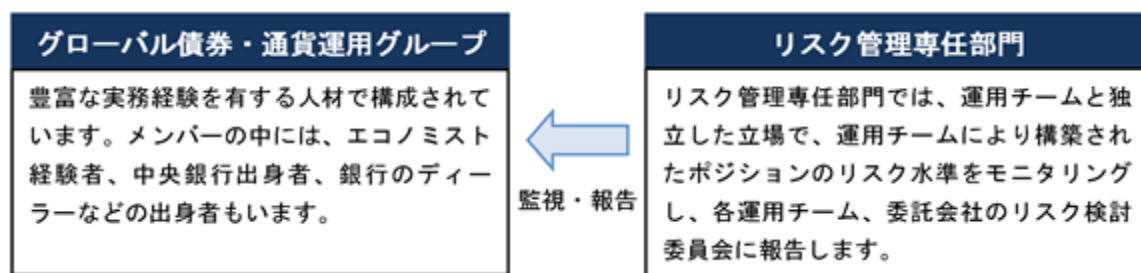 グローバル債券・通貨運用グループ
豊富な実務経験を有する人材で構成されて
います。メンバーの中には、エコノミスト
経験者、中央銀行出身者、銀行のディー
ラーなどの出身者もいます。
監視・報告
リスク管理専任部門
リスク管理専任部門では、運用チームと独
立した立場で、運用チームにより構築され
たポジションのリスク水準をモニタリング
し、各運用チーム、委託会社のリスク検討
委員会に報告します。